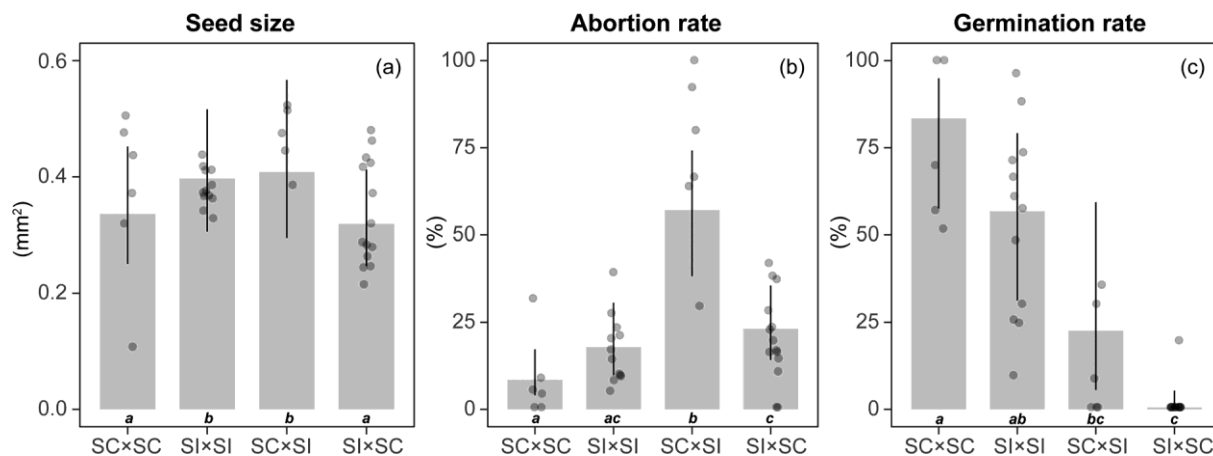 Seed size
Abortion rate
Germination rate
(a)
(b)
(c)
(mm²)
0.6
0.4
0.2
0.0
(%)
100
75
50
25
0
(%)
100
75
50
25
0
a b b a
a ac b c
a ab bc c
SC×SC SI×SI SC×SI SI×SC
SC×SC SI×SI SC×SI SI×SC
SC×SC SI×SI SC×SI SI×SC